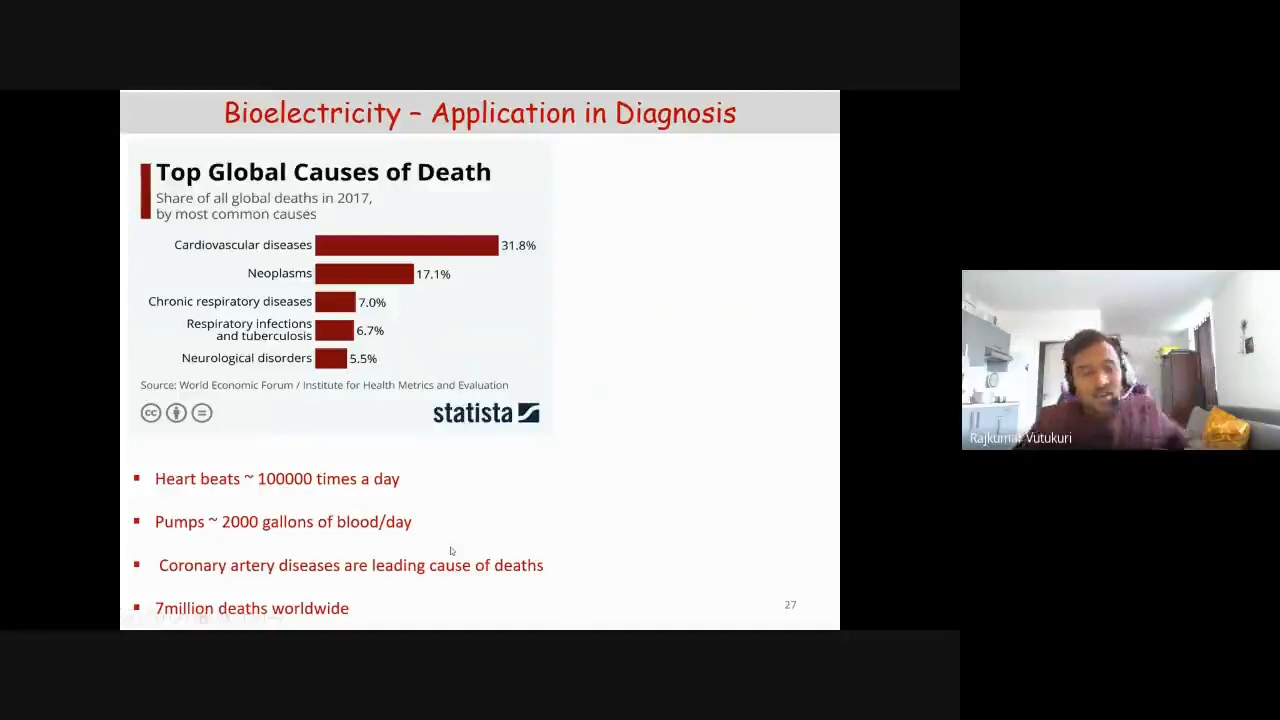 Bioelectricity – Application in Diagnosis
Top Global Causes of Death
Share of all global deaths in 2017,
by most common causes
Cardiovascular diseases 31.8%
Neoplasms 17.1%
Chronic respiratory diseases 7.0%
Respiratory infections
and tuberculosis 6.7%
Neurological disorders 5.5%
Source: World Economic Forum / Institute for Health Metrics and Evaluation
cc
statista
Heart beats ~ 100000 times a day
Pumps ~ 2000 gallons of blood/day
Coronary artery diseases are leading cause of deaths
7million deaths worldwide
27
Rajkumar Vutukuri